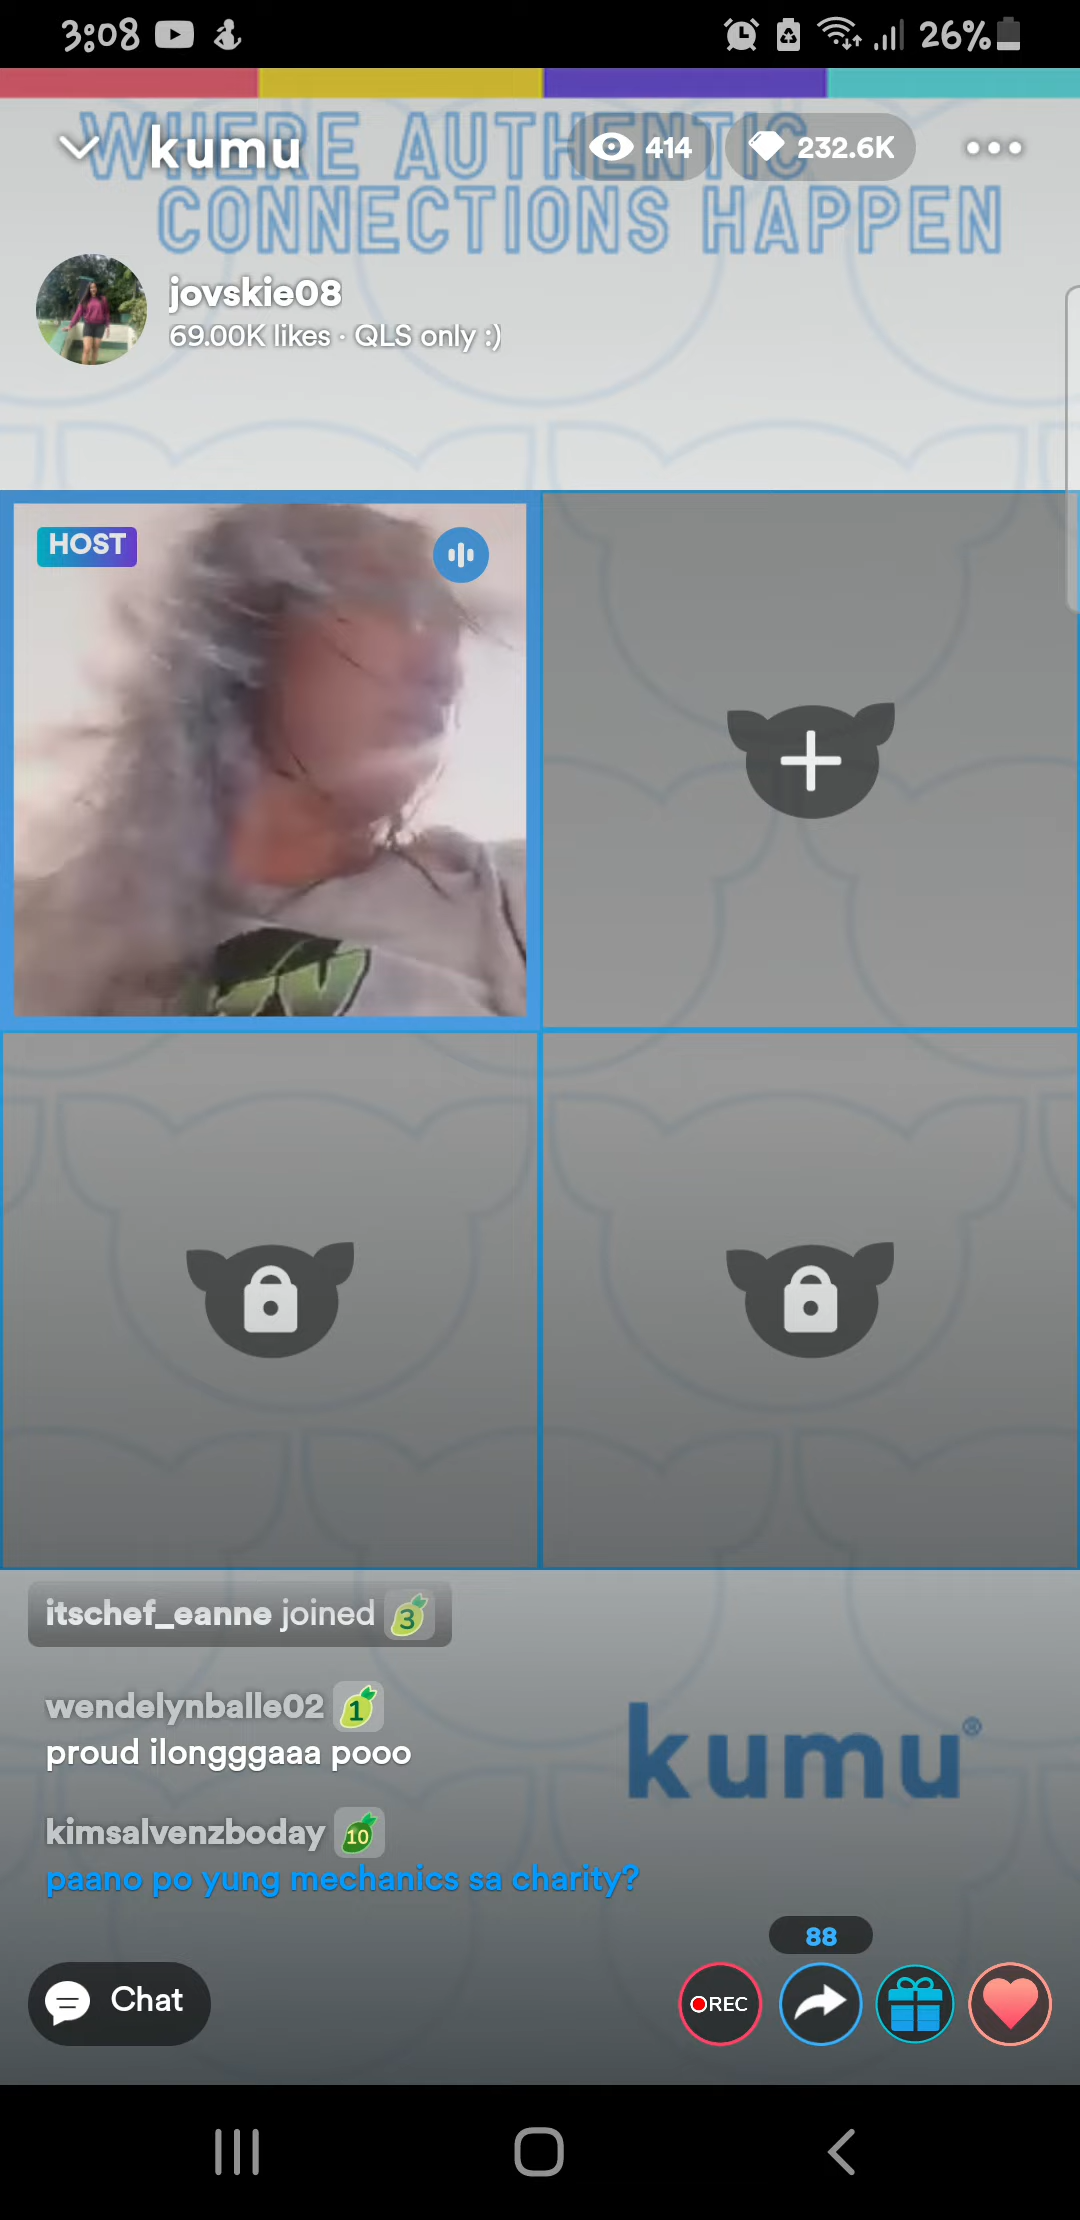 3:08
26%
WHERE AUTHENTIC
kumu
414
232.6K
CONNECTIONS HAPPEN
jovskie08
69.00K likes · QLS only :)
HOST
itschef_eanne joined 3
wendelynballe02 1
proud ilongggaaa pooo
kumu®
kimsalvenzboday 10
paano po yung mechanics sa charity?
88
Chat
REC